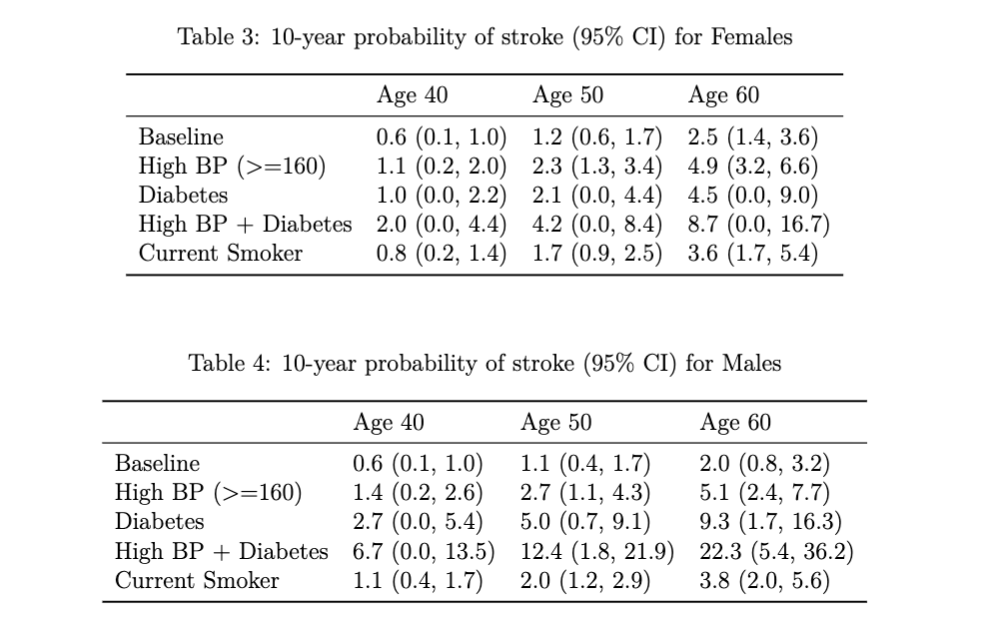 Table 3: 10-year probability of stroke (95% CI) for Females
Age 40 Age 50 Age 60
Baseline 0.6 (0.1, 1.0) 1.2 (0.6, 1.7) 2.5 (1.4, 3.6)
High BP (>=160) 1.1 (0.2, 2.0) 2.3 (1.3, 3.4) 4.9 (3.2, 6.6)
Diabetes 1.0 (0.0, 2.2) 2.1 (0.0, 4.4) 4.5 (0.0, 9.0)
High BP + Diabetes 2.0 (0.0, 4.4) 4.2 (0.0, 8.4) 8.7 (0.0, 16.7)
Current Smoker 0.8 (0.2, 1.4) 1.7 (0.9, 2.5) 3.6 (1.7, 5.4)
Table 4: 10-year probability of stroke (95% CI) for Males
Age 40 Age 50 Age 60
Baseline 0.6 (0.1, 1.0) 1.1 (0.4, 1.7) 2.0 (0.8, 3.2)
High BP (>=160) 1.4 (0.2, 2.6) 2.7 (1.1, 4.3) 5.1 (2.4, 7.7)
Diabetes 2.7 (0.0, 5.4) 5.0 (0.7, 9.1) 9.3 (1.7, 16.3)
High BP + Diabetes 6.7 (0.0, 13.5) 12.4 (1.8, 21.9) 22.3 (5.4, 36.2)
Current Smoker 1.1 (0.4, 1.7) 2.0 (1.2, 2.9) 3.8 (2.0, 5.6)